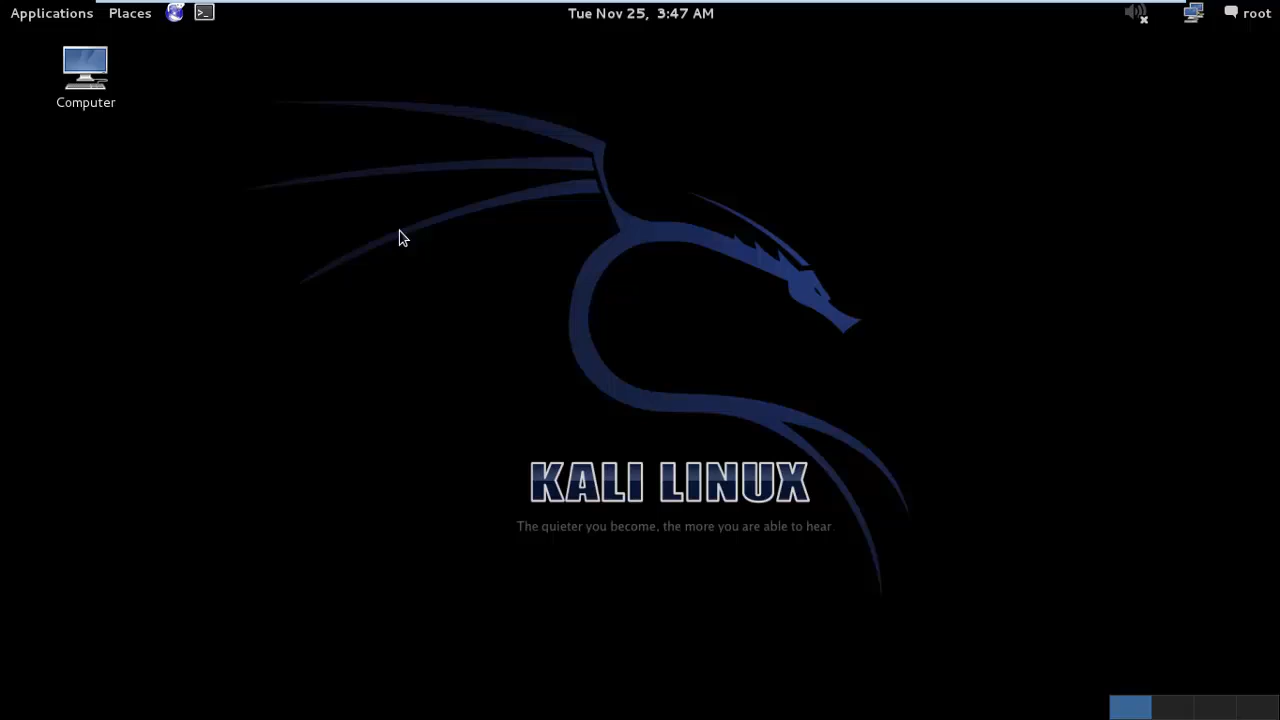 Applications Places Tue Nov 25, 3:47 AM root
Computer
KALI LINUX
The quieter you become, the more you are able to hear.